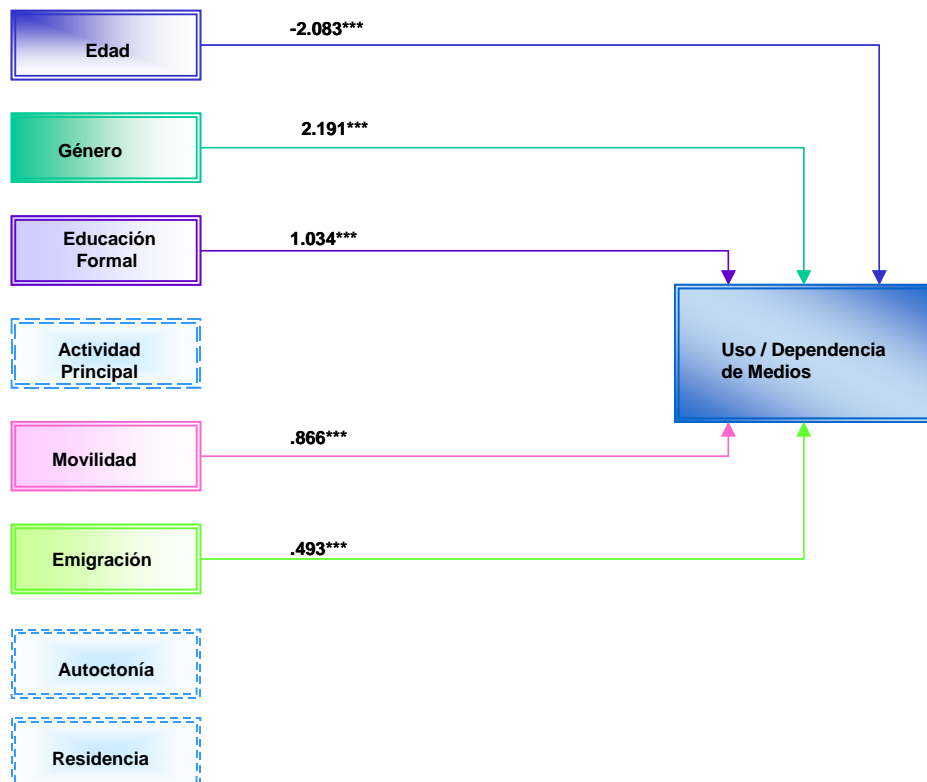 Edad
-2.083***
Género
2.191***
Educación
Formal
1.034***
Actividad
Principal
Uso / Dependencia
de Medios
Movilidad
.866***
Emigración
.493***
Autoctonía
Residencia